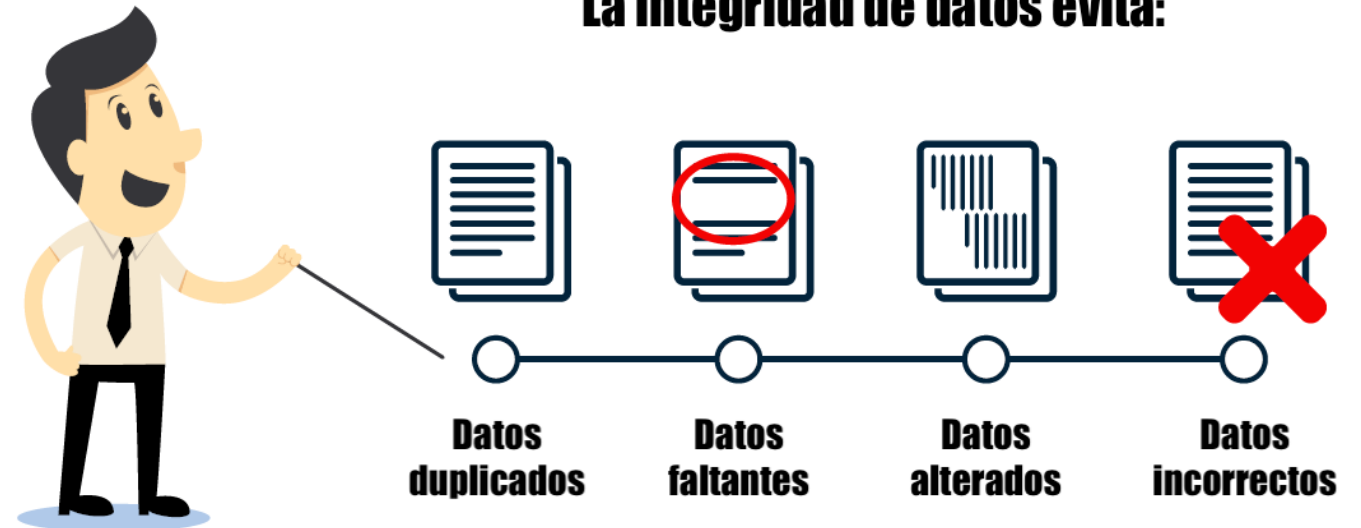 La integridad de datos evita:
Datos
duplicados
Datos
faltantes
Datos
alterados
Datos
incorrectos